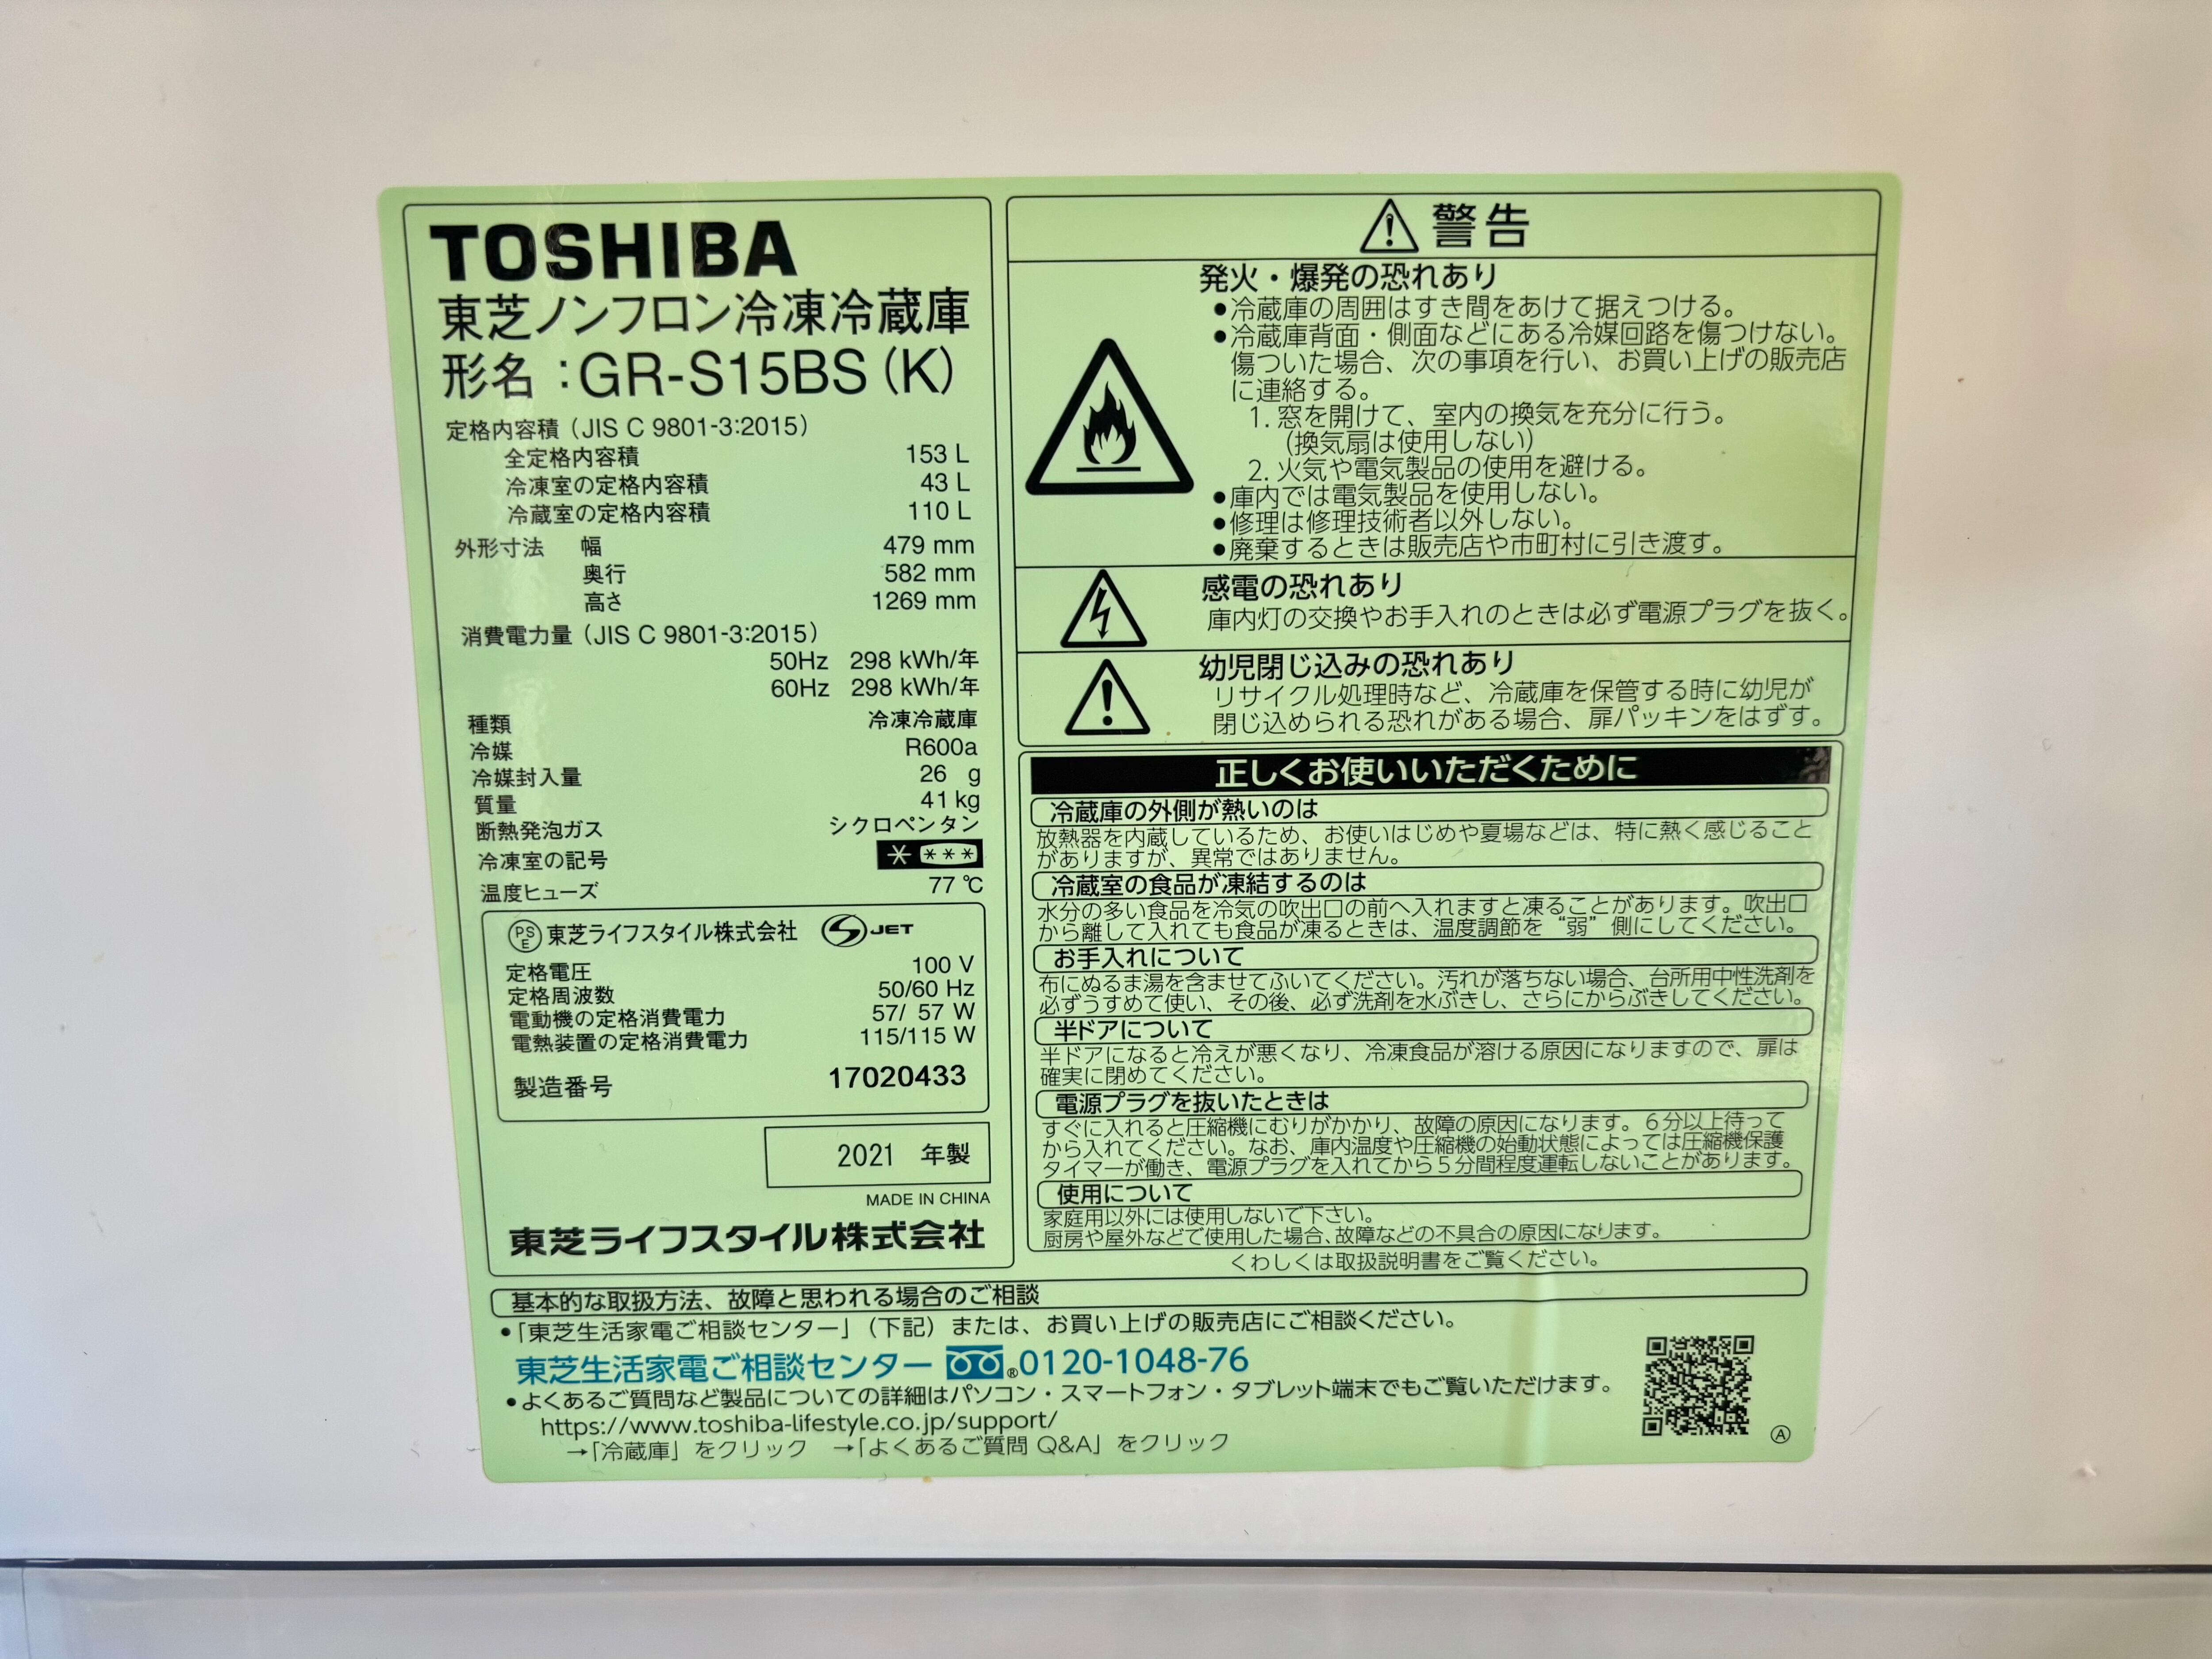 TOSHIBA
東芝ノンフロン冷凍冷蔵庫
形名：GR-S15BS（K）
定格内容積（JIS C 9801-3:2015）
全定格内容積 153 L
冷凍室の定格内容積 43 L
冷蔵室の定格内容積 110 L
外形寸法 幅 479 mm
奥行 582 mm
高さ 1269 mm
消費電力量（JIS C 9801-3:2015）
50Hz 298 kWh/年
60Hz 298 kWh/年
種類 冷凍冷蔵庫
冷媒 R600a
冷媒封入量 26 g
質量 41 kg
断熱発泡ガス シクロペンタン
冷凍室の記号 * ***
温度ヒューズ 77 ℃
PSE 東芝ライフスタイル株式会社 S JET
定格電圧 100 V
定格周波数 50/60 Hz
電動機の定格消費電力 57/ 57 W
電熱装置の定格消費電力 115/115 W
製造番号 17020433
2021 年製
MADE IN CHINA
東芝ライフスタイル株式会社
警告
発火・爆発の恐れあり
●冷蔵庫の周囲はすき間をあけて据えつける。
●冷蔵庫背面・側面などにある冷媒回路を傷つけない。
傷ついた場合、次の事項を行い、お買い上げの販売店
に連絡する。
1. 窓を開けて、室内の換気を充分に行う。
（換気扇は使用しない）
2. 火気や電気製品の使用を避ける。
●庫内では電気製品を使用しない。
●修理は修理技術者以外しない。
●廃棄するときは販売店や市町村に引き渡す。
感電の恐れあり
庫内灯の交換やお手入れのときは必ず電源プラグを抜く。
幼児閉じ込みの恐れあり
リサイクル処理時など、冷蔵庫を保管する時に幼児が
閉じ込められる恐れがある場合、扉パッキンをはずす。
正しくお使いいただくために
冷蔵庫の外側が熱いのは
放熱器を内蔵しているため、お使いはじめや夏場などは、特に熱く感じること
がありますが、異常ではありません。
冷蔵室の食品が凍結するのは
水分の多い食品を冷気の吹出口の前へ入れますと凍ることがあります。吹出口
から離して入れても食品が凍るときは、温度調節を“弱”側にしてください。
お手入れについて
布にぬるま湯を含ませてふいてください。汚れが落ちない場合、台所用中性洗剤を
必ずうすめて使い、その後、必ず洗剤を水ぶきし、さらにからぶきしてください。
半ドアについて
半ドアになると冷えが悪くなり、冷凍食品が溶ける原因になりますので、扉は
確実に閉めてください。
電源プラグを抜いたときは
すぐに入れると圧縮機にむりがかかり、故障の原因になります。６分以上待って
から入れてください。なお、庫内温度や圧縮機の始動状態によっては圧縮機保護
タイマーが働き、電源プラグを入れてから５分間程度運転しないことがあります。
使用について
家庭用以外には使用しないで下さい。
厨房や屋外などで使用した場合、故障などの不具合の原因になります。
くわしくは取扱説明書をご覧ください。
基本的な取扱方法、故障と思われる場合のご相談
●「東芝生活家電ご相談センター」（下記）または、お買い上げの販売店にご相談ください。
東芝生活家電ご相談センター ®0120-1048-76
●よくあるご質問など製品についての詳細はパソコン・スマートフォン・タブレット端末でもご覧いただけます。
https://www.toshiba-lifestyle.co.jp/support/
→「冷蔵庫」をクリック →「よくあるご質問 Q&A」をクリック
Ⓐ